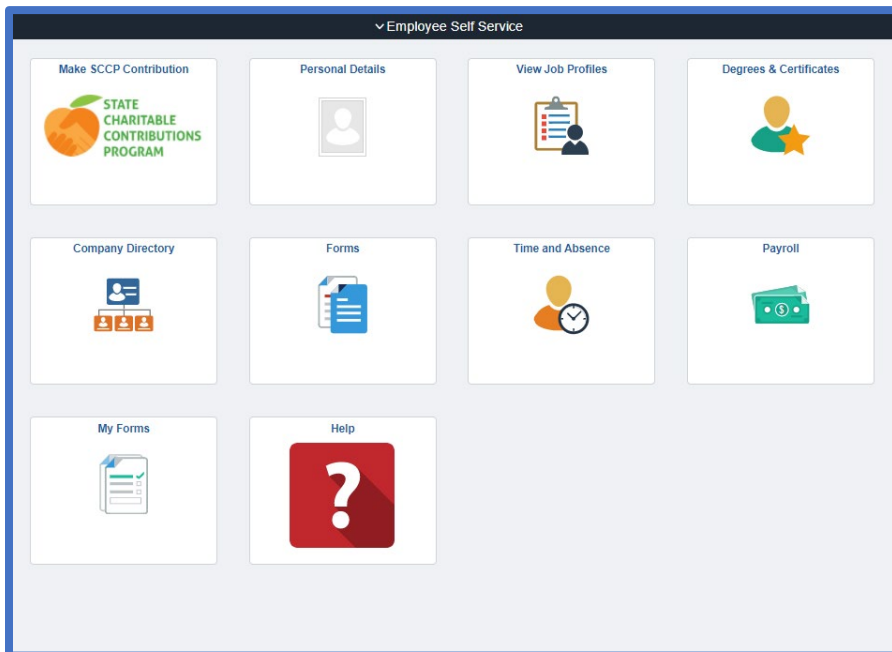 Employee Self Service
Make SCCP Contribution
STATE
CHARITABLE
CONTRIBUTIONS
PROGRAM
Personal Details
View Job Profiles
Degrees & Certificates
Company Directory
Forms
Time and Absence
Payroll
$
My Forms
Help
?